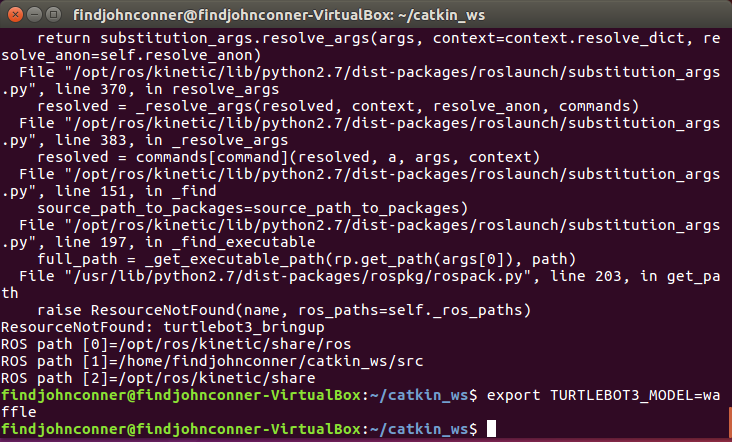 findjohnconner@findjohnconner-VirtualBox: ~/catkin_ws
return substitution_args.resolve_args(args, context=context.resolve_dict, re
solve_anon=self.resolve_anon)
File "/opt/ros/kinetic/lib/python2.7/dist-packages/roslaunch/substitution_args
.py", line 370, in resolve_args
resolved = _resolve_args(resolved, context, resolve_anon, commands)
File "/opt/ros/kinetic/lib/python2.7/dist-packages/roslaunch/substitution_args
.py", line 383, in _resolve_args
resolved = commands[command](resolved, a, args, context)
File "/opt/ros/kinetic/lib/python2.7/dist-packages/roslaunch/substitution_args
.py", line 151, in _find
source_path_to_packages=source_path_to_packages)
File "/opt/ros/kinetic/lib/python2.7/dist-packages/roslaunch/substitution_args
.py", line 197, in _find_executable
full_path = _get_executable_path(rp.get_path(args[0]), path)
File "/usr/lib/python2.7/dist-packages/rospkg/rospack.py", line 203, in get_pa
th
raise ResourceNotFound(name, ros_paths=self._ros_paths)
ResourceNotFound: turtlebot3_bringup
ROS path [0]=/opt/ros/kinetic/share/ros
ROS path [1]=/home/findjohnconner/catkin_ws/src
ROS path [2]=/opt/ros/kinetic/share
findjohnconner@findjohnconner-VirtualBox:~/catkin_ws$ export TURTLEBOT3_MODEL=wa
ffle
findjohnconner@findjohnconner-VirtualBox:~/catkin_ws$